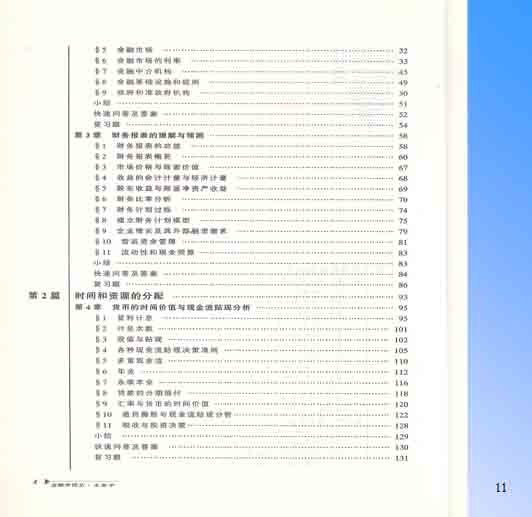 §5 金融市场 32
§6 金融市场的利率 33
§7 金融中介机构 45
§8 金融基础设施和规则 49
§9 政府和准政府机构 50
小结 51
快速问答及答案 52
复习题 54
第3章 财务报表的理解与预测 58
§1 财务报表的功能 58
§2 财务报表概览 60
§3 市场价格与账面价值 67
§4 收益的会计计量与经济计量 68
§5 股东收益与账面净资产收益 69
§6 财务比率分析 70
§7 财务计划过程 74
§8 建立财务计划模型 75
§9 企业增长及其外部融资需求 79
§10 营运资金管理 81
§11 流动性和现金预算 83
小结 83
快速问答及答案 84
复习题 86
第2篇 时间和资源的分配 93
第4章 货币的时间价值与现金流贴现分析 95
§1 复利计息 95
§2 计息次数 101
§3 现值与贴现 102
§4 各种现金流贴现决策准则 105
§5 多重现金流 110
§6 年金 112
§7 永续年金 116
§8 贷款的分期偿付 118
§9 汇率与货币的时间价值 120
§10 通货膨胀与现金流贴现分析 122
§11 税收与投资决策 128
小结 129
快速问答及答案 130
复习题 131
11